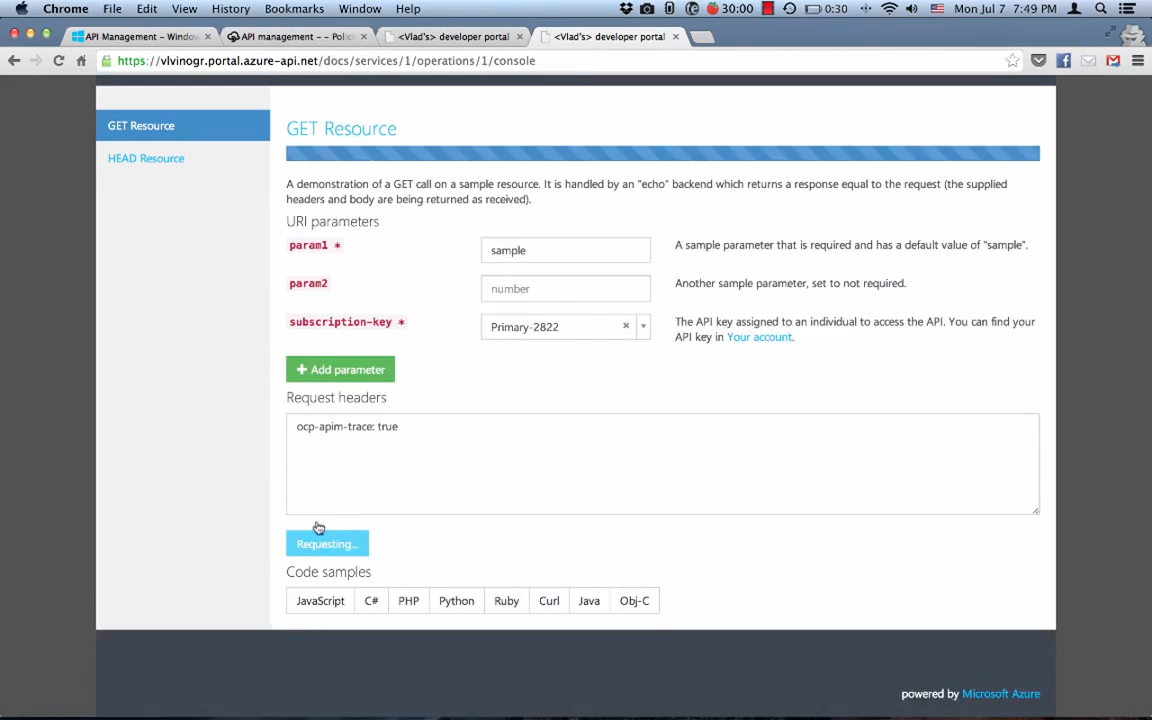 Chrome File Edit View History Bookmarks Window Help 30:00 0:30 Mon Jul 7 7:49 PM
API Management - Window API management - - Polic <Vlad's> developer portal <Vlad's> developer portal
https://vlvinogr.portal.azure-api.net/docs/services/1/operations/1/console
GET Resource
HEAD Resource
GET Resource
A demonstration of a GET call on a sample resource. It is handled by an "echo" backend which returns a response equal to the request (the supplied
headers and body are being returned as received).
URI parameters
param1 * sample A sample parameter that is required and has a default value of "sample".
param2 number Another sample parameter, set to not required.
subscription-key * Primary-2822 The API key assigned to an individual to access the API. You can find your
API key in Your account.
Add parameter
Request headers
ocp-apim-trace: true
Requesting...
Code samples
JavaScript C# PHP Python Ruby Curl Java Obj-C
powered by Microsoft Azure